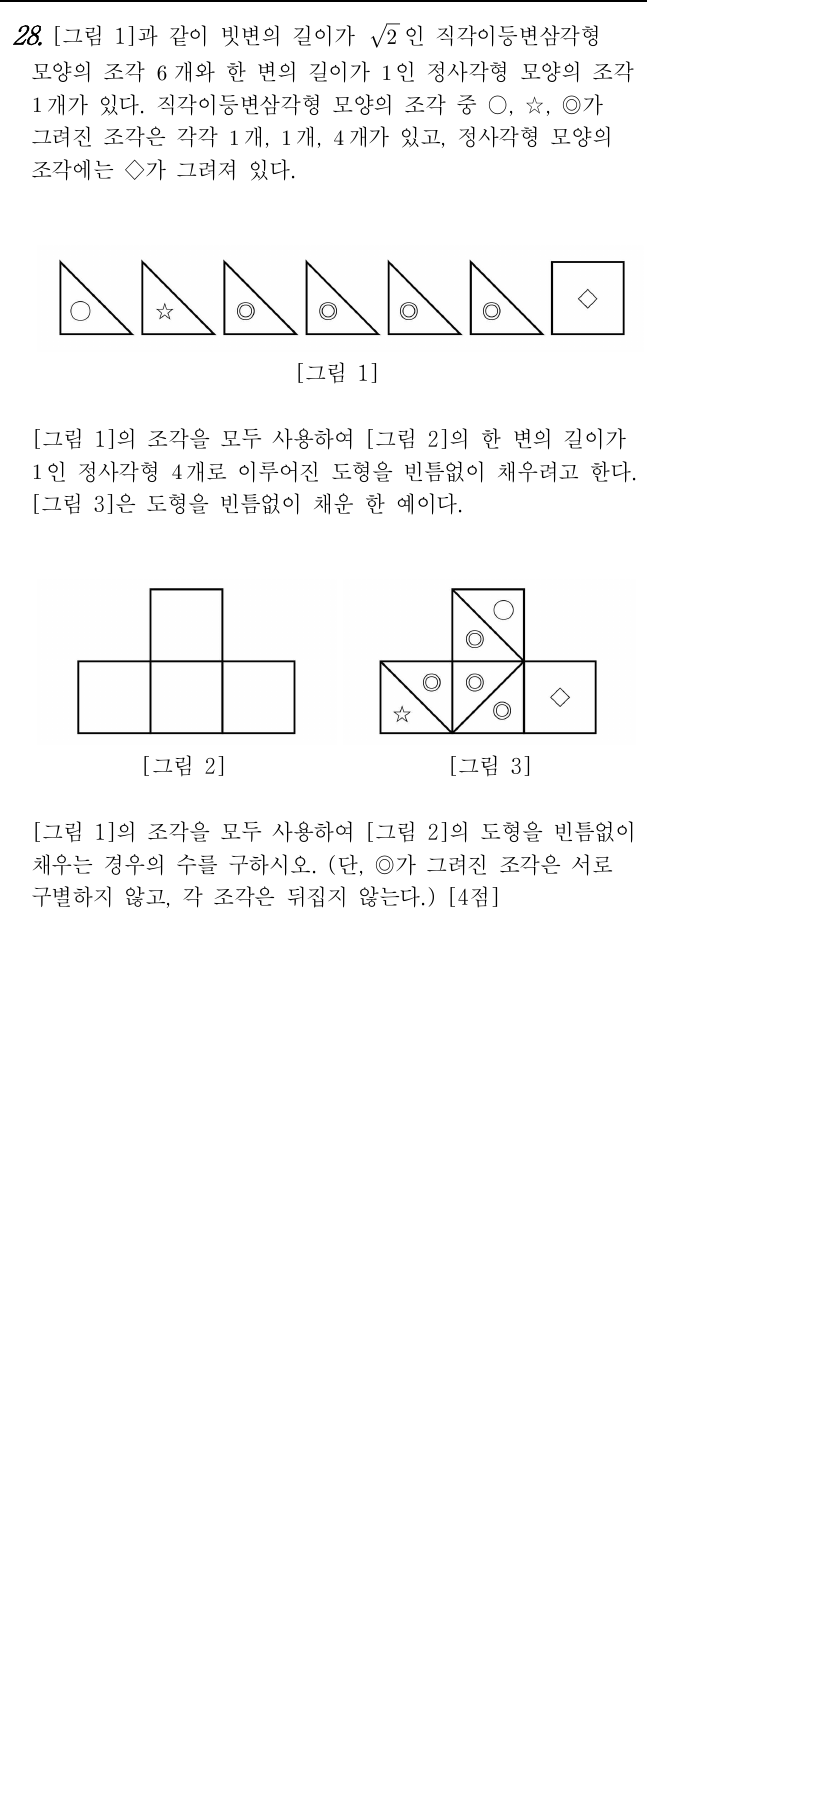 28. [그림 1]과 같이 빗변의 길이가 √2 인 직각이등변삼각형
모양의 조각 6개와 한 변의 길이가 1인 정사각형 모양의 조각
1개가 있다. 직각이등변삼각형 모양의 조각 중 ○, ☆, ◎가
그려진 조각은 각각 1개, 1개, 4개가 있고, 정사각형 모양의
조각에는 ◇가 그려져 있다.
○ ☆ ◎ ◎ ◎ ◎ ◇
[그림 1]
[그림 1]의 조각을 모두 사용하여 [그림 2]의 한 변의 길이가
1인 정사각형 4개로 이루어진 도형을 빈틈없이 채우려고 한다.
[그림 3]은 도형을 빈틈없이 채운 한 예이다.
○
◎
◎ ◎ ◇
☆ ◎
[그림 2] [그림 3]
[그림 1]의 조각을 모두 사용하여 [그림 2]의 도형을 빈틈없이
채우는 경우의 수를 구하시오. (단, ◎가 그려진 조각은 서로
구별하지 않고, 각 조각은 뒤집지 않는다.) [4점]